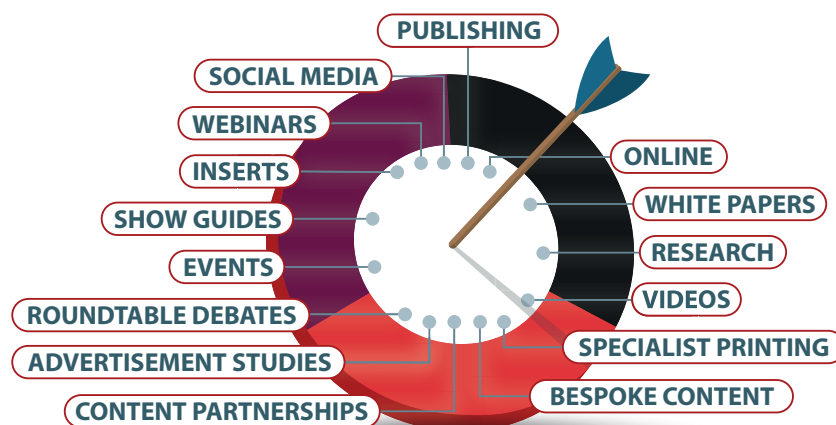 PUBLISHING
SOCIAL MEDIA
WEBINARS
ONLINE
INSERTS
WHITE PAPERS
SHOW GUIDES
RESEARCH
EVENTS
VIDEOS
ROUNDTABLE DEBATES
SPECIALIST PRINTING
ADVERTISEMENT STUDIES
BESPOKE CONTENT
CONTENT PARTNERSHIPS